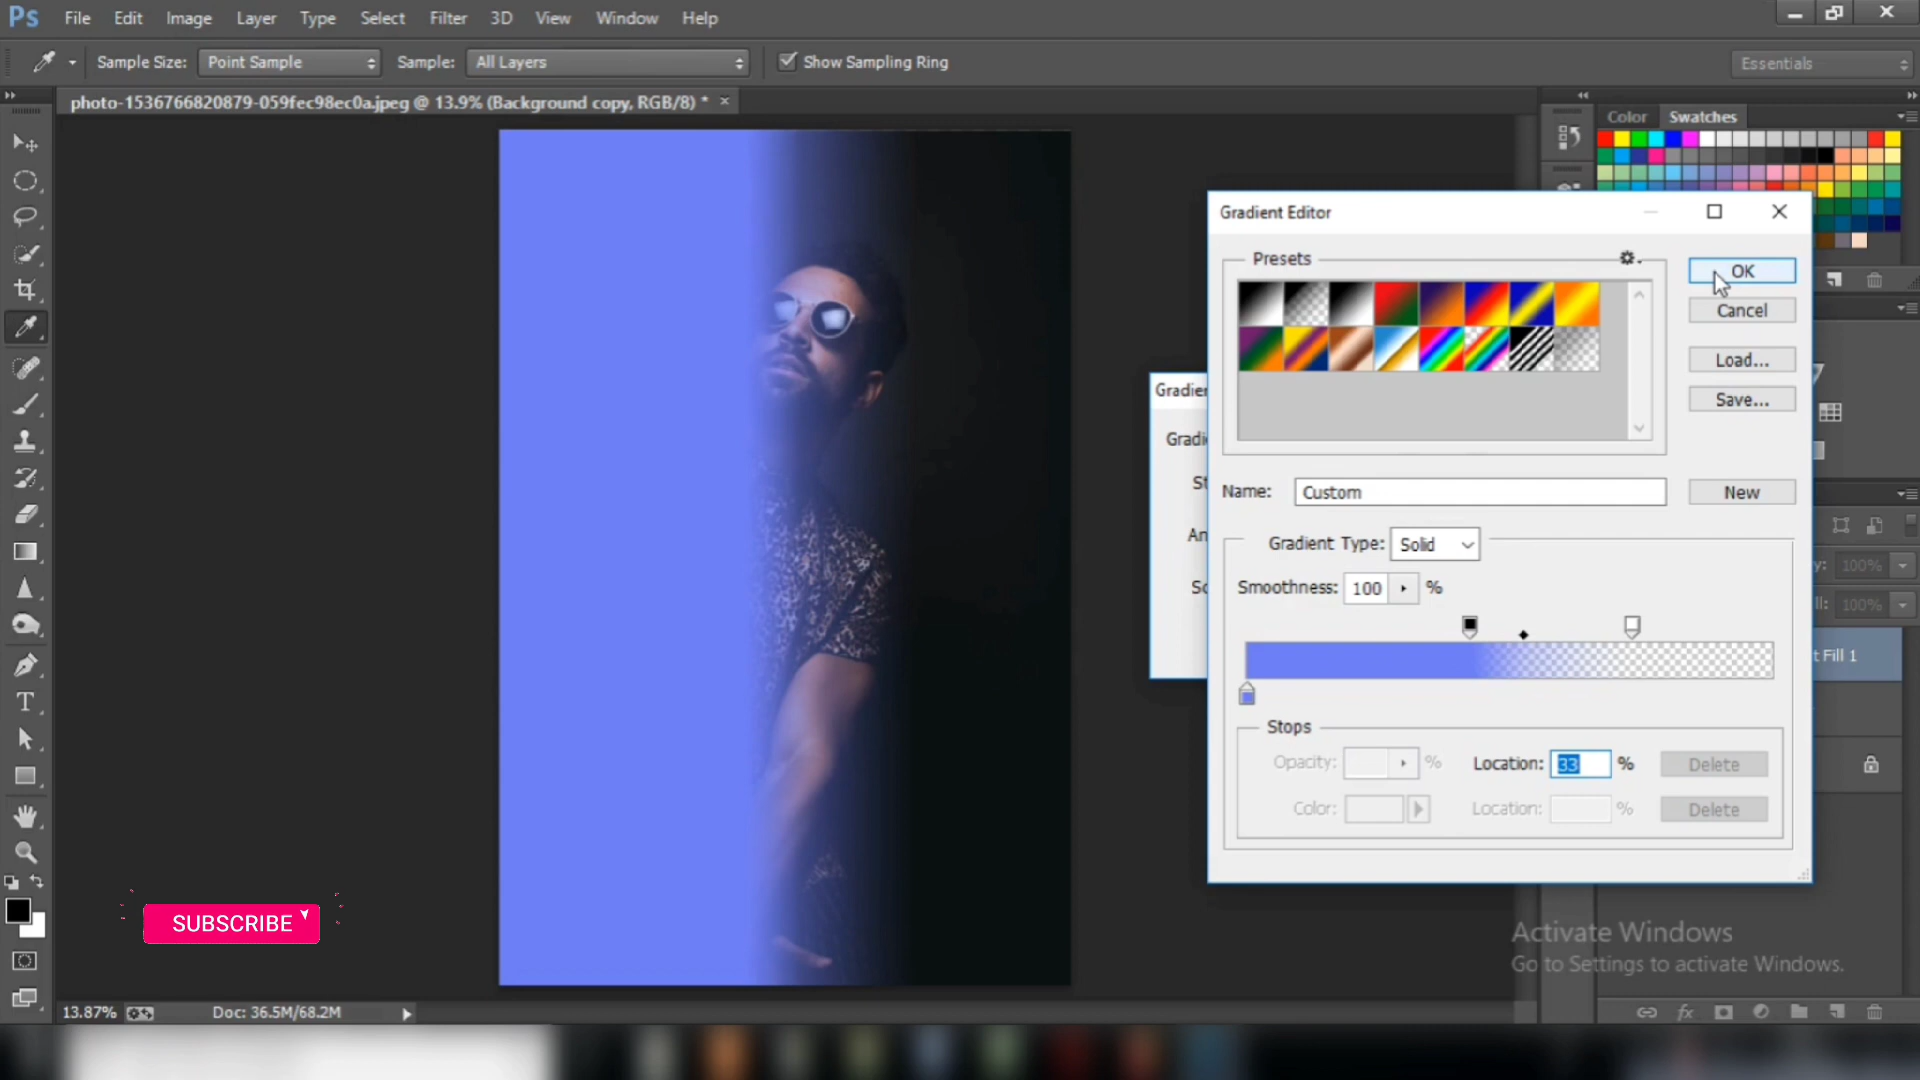 Ps File Edit Image Layer Type Select Filter 3D View Window Help
Sample Size: Point Sample Sample: All Layers Show Sampling Ring Essentials
photo-1536766820879-059fec98ec0a.jpeg @ 13.9% (Background copy, RGB/8) * ×
Color Swatches
Gradient Editor
Presets
OK
Cancel
Load...
Save...
Name: Custom New
Gradient Type: Solid
Smoothness: 100 %
Stops
Opacity: % Location: 33 % Delete
Color: Location: % Delete
100%
100%
t Fill 1
SUBSCRIBE
Activate Windows
Go to Settings to activate Windows.
13.87% Doc: 36.5M/68.2M